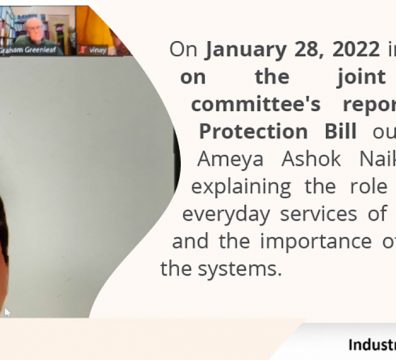 Graham Greenleaf
vinay
On January 28, 2022 i
on the joint
committee's repor
Protection Bill ou
Ameya Ashok Naik
explaining the role
everyday services of
and the importance o
the systems.
Industr